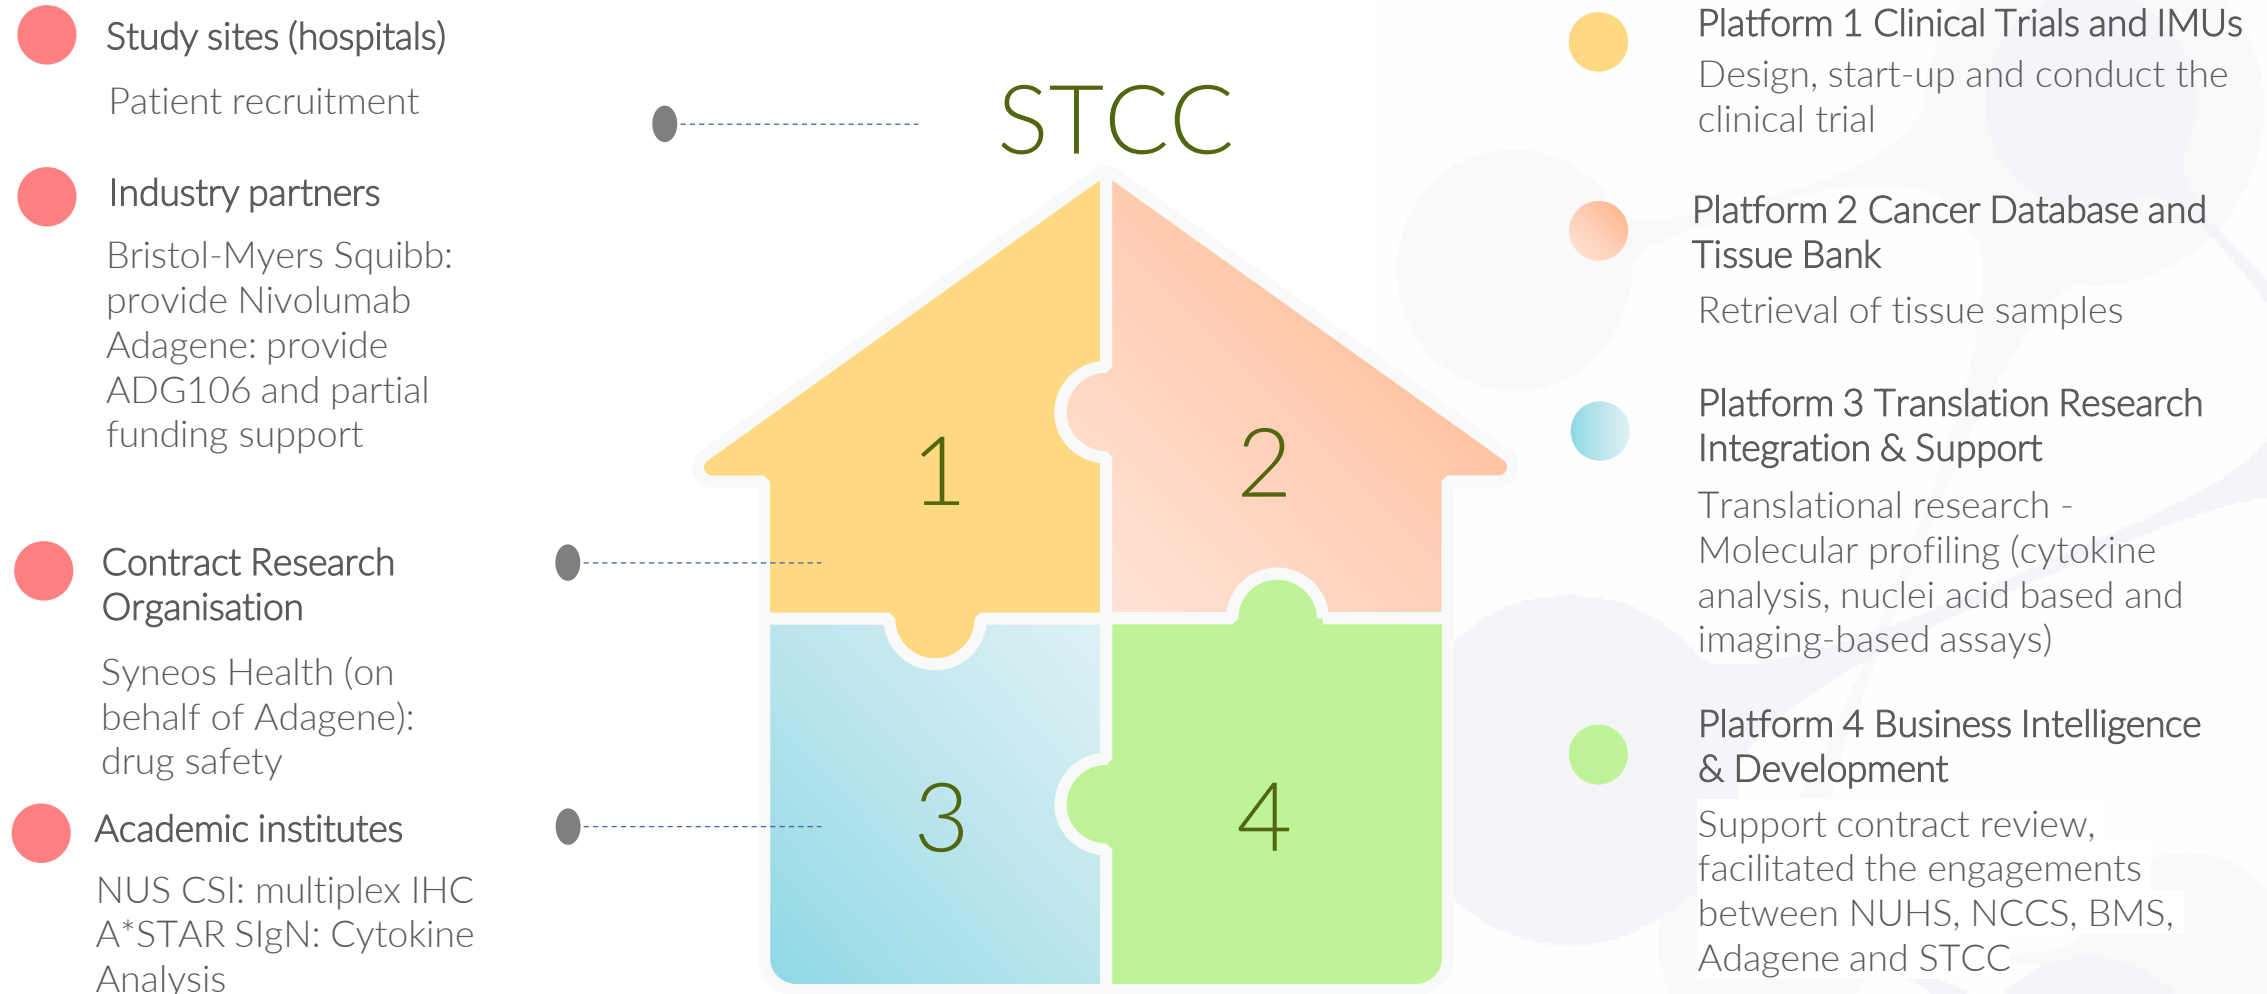 Study sites (hospitals)
Patient recruitment
Industry partners
Bristol-Myers Squibb:
provide Nivolumab
Adagene: provide
ADG106 and partial
funding support
Contract Research
Organisation
Syneos Health (on
behalf of Adagene):
drug safety
Academic institutes
NUS CSI: multiplex IHC
A*STAR SIgN: Cytokine
Analysis
STCC
1
2
3
4
Platform 1 Clinical Trials and IMUs
Design, start-up and conduct the
clinical trial
Platform 2 Cancer Database and
Tissue Bank
Retrieval of tissue samples
Platform 3 Translation Research
Integration & Support
Translational research -
Molecular profiling (cytokine
analysis, nuclei acid based and
imaging-based assays)
Platform 4 Business Intelligence
& Development
Support contract review,
facilitated the engagements
between NUHS, NCCS, BMS,
Adagene and STCC